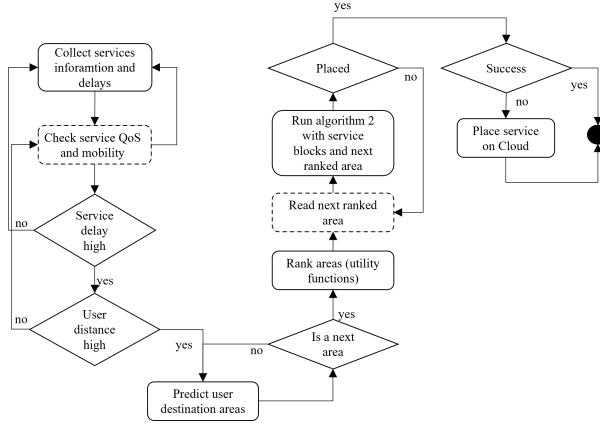 Collect services
inforamtion and
delays
Check service QoS
and mobility
Service
delay
high
no
yes
User
distance
high
no
yes
Predict user
destination areas
Is a next
area
no
yes
Rank areas (utility
functions)
Read next ranked
area
Run algorithm 2
with service
blocks and next
ranked area
Placed
no
yes
Success
yes
no
Place service
on Cloud